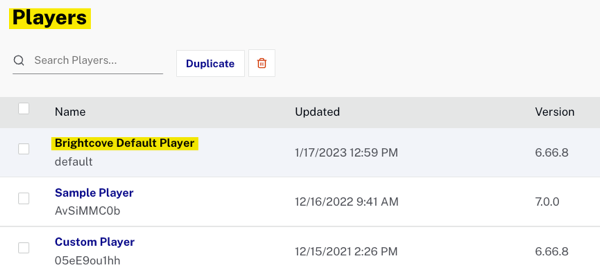 Players
Search Players...
Duplicate
Name Updated Version
Brightcove Default Player
default
1/17/2023 12:59 PM 6.66.8
Sample Player
AvSiMMC0b
12/16/2022 9:41 AM 7.0.0
Custom Player
05eE9ou1hh
12/15/2021 2:26 PM 6.66.8